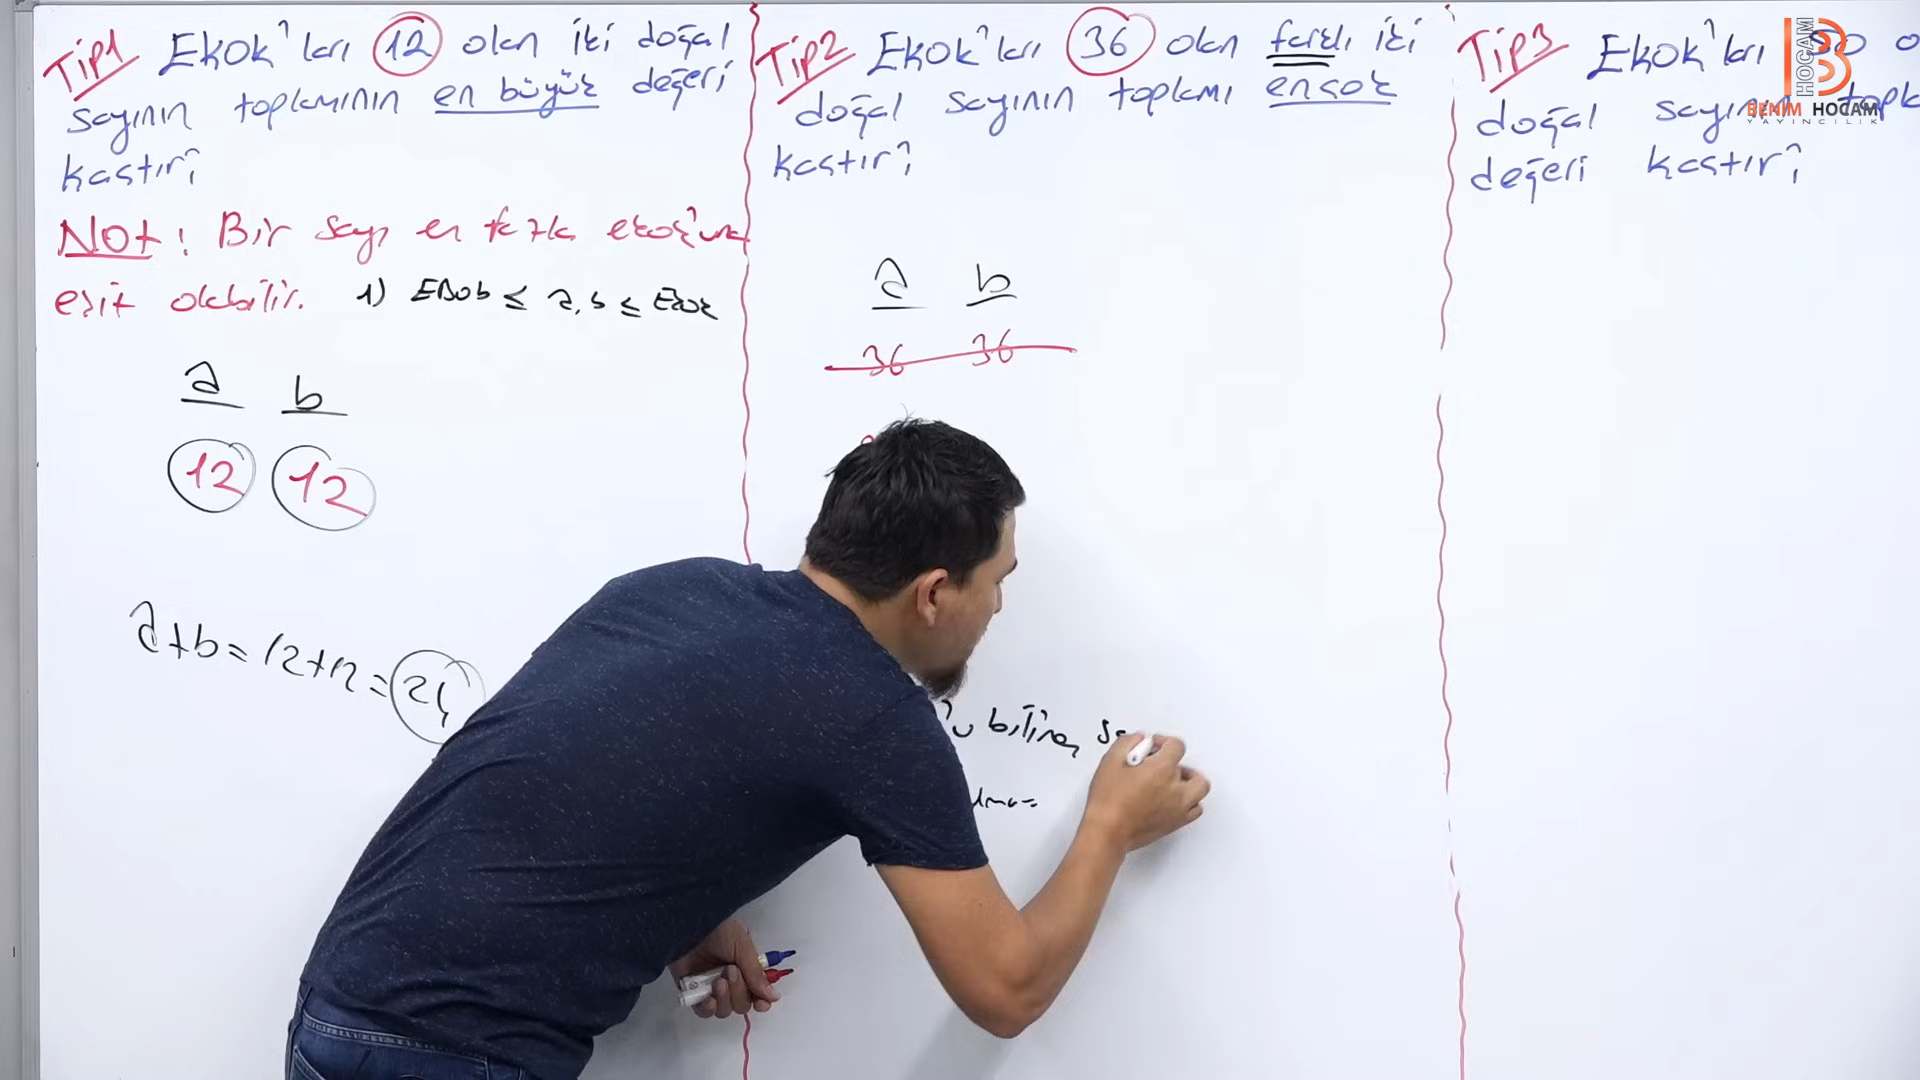 Tip1 Ekok'ları 12 olan iki doğal
sayının toplamının en büyük değeri
kaçtır?
NOT: Bir sayı en fazla ekok'una
eşit olabilir. 1) EBOB ≤ a, b ≤ Ekok
a b
12 12
a+b = 12+12 = 24
Tip2 Ekok'ları 36 olan farklı iki
doğal sayının toplamı en çok
kaçtır?
a b
36 36
Tip3 Ekok'ları
doğal sayının topl
değeri kaçtır?
BENİM HOCAM
YAYINCILIK
HOCAM